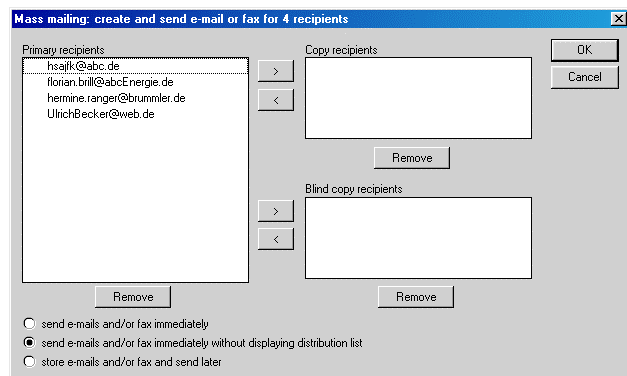 Mass mailing: create and send e-mail or fax for 4 recipients
Primary recipients
hsajfk@abc.de
florian.brill@abcEnergie.de
hermine.ranger@brummler.de
UlrichBecker@web.de
Remove
>
<
>
<
Copy recipients
Remove
Blind copy recipients
Remove
OK
Cancel
send e-mails and/or fax immediately
send e-mails and/or fax immediately without displaying distribution list
store e-mails and/or fax and send later